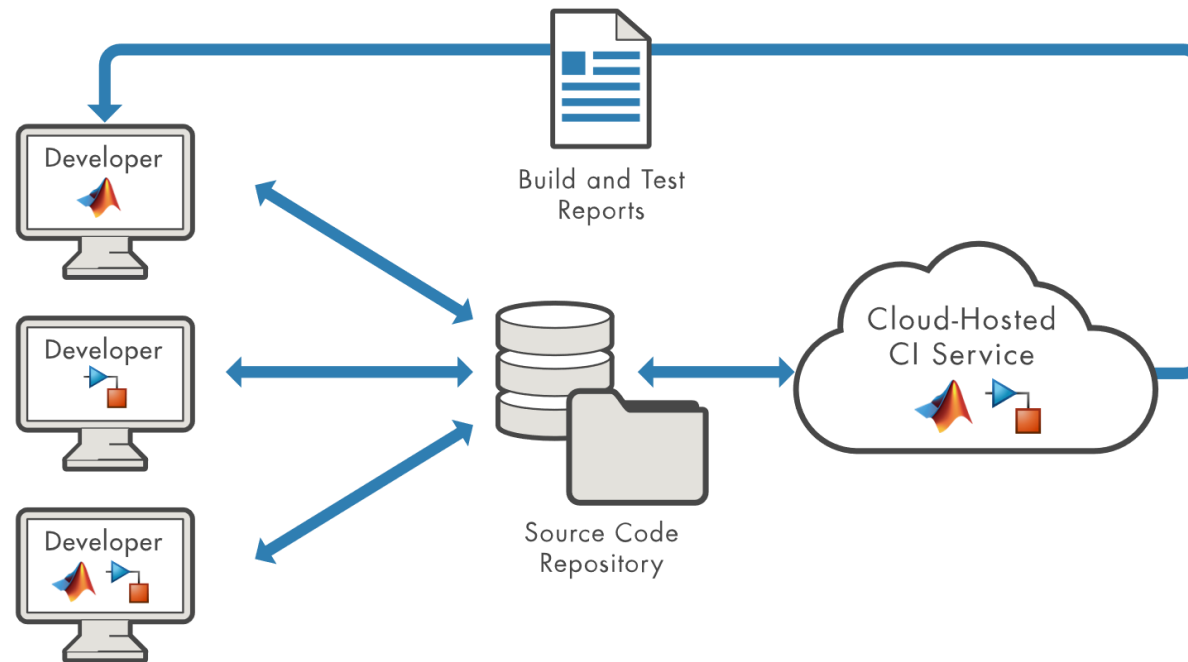 Build and Test
Reports
Developer
Developer
Developer
Source Code
Repository
Cloud-Hosted
CI Service